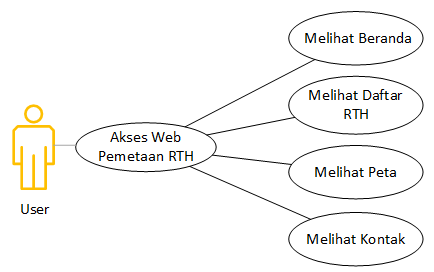 Melihat Beranda
Melihat Daftar
RTH
Akses Web
Pemetaan RTH
Melihat Peta
User
Melihat Kontak